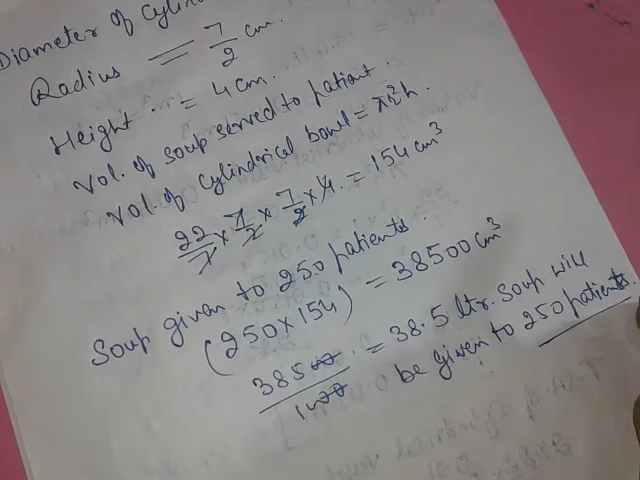 Diameter of Cylin
Radius = 7/2 cm.
Height = 4 cm.
Vol. of soup served to patient.
Vol. of cylindrical bowl = πr²h.
22/7 × 7/2 × 7/2 × 4 = 154 cm³
Soup given to 250 patients.
(250 × 154) = 38500 cm³
38500/1000 = 38.5 ltr. soup will
be given to 250 patients.